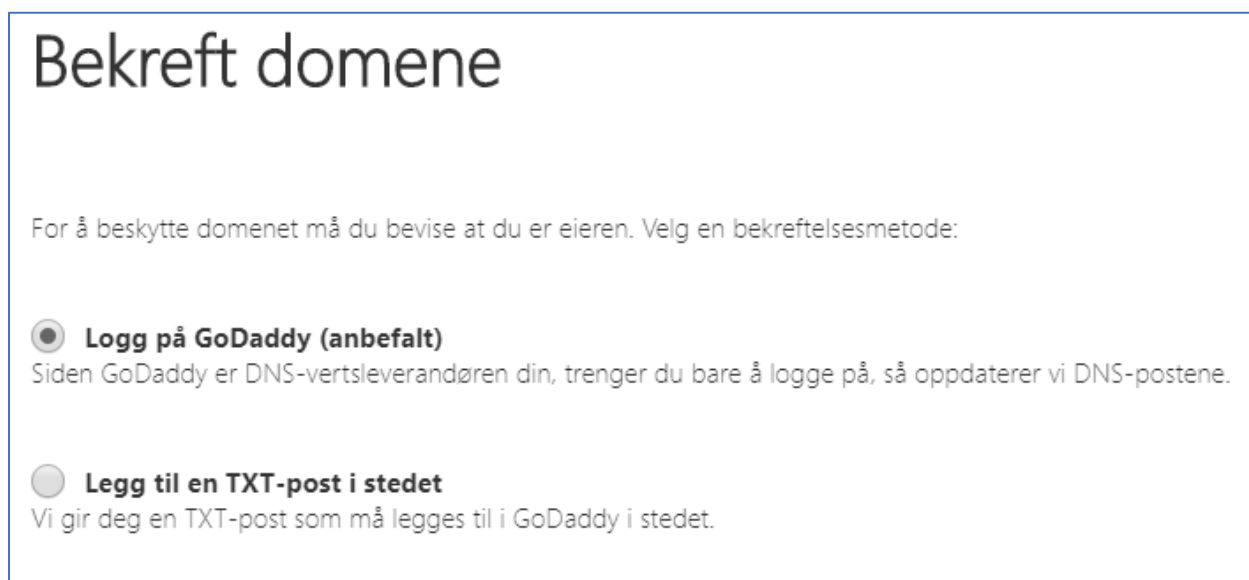 Bekreft domene
For å beskytte domenet må du bevise at du er eieren. Velg en bekreftelsesmetode:
Logg på GoDaddy (anbefalt)
Siden GoDaddy er DNS-vertsleverandøren din, trenger du bare å logge på, så oppdaterer vi DNS-postene.
Legg til en TXT-post i stedet
Vi gir deg en TXT-post som må legges til i GoDaddy i stedet.